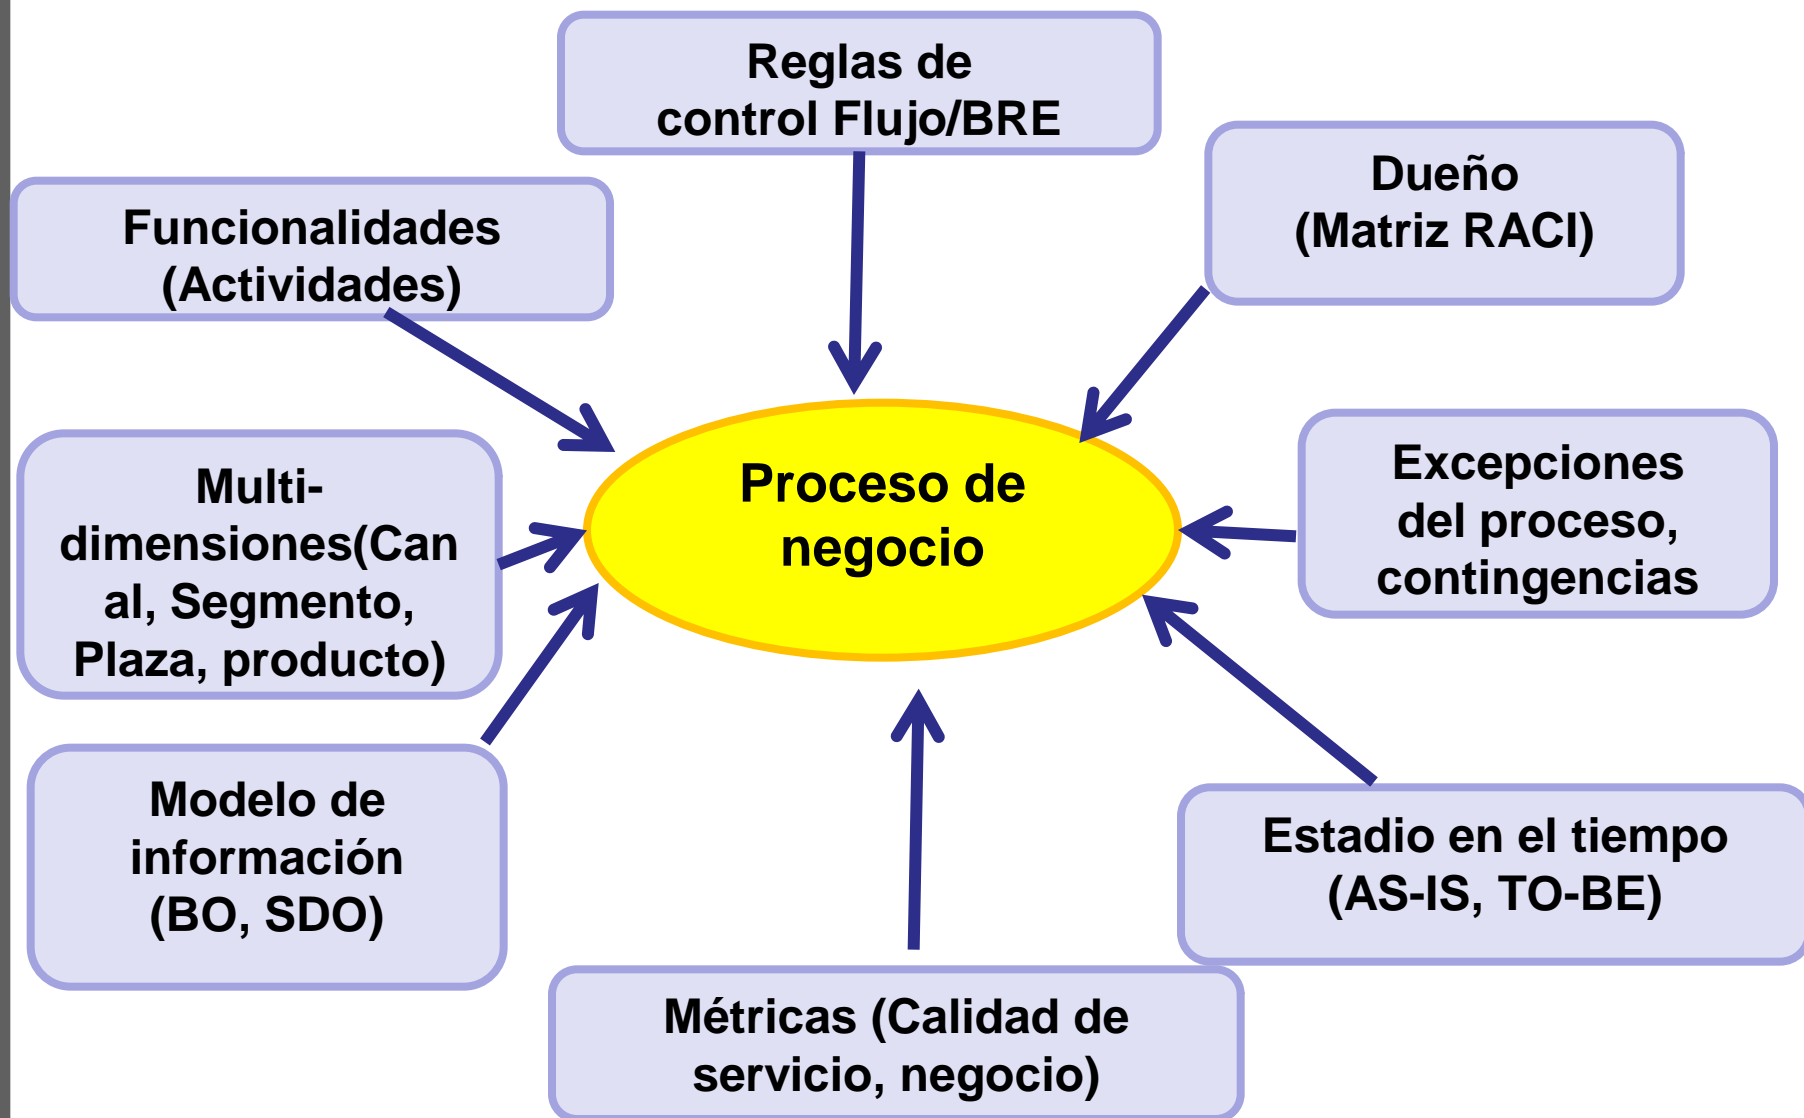 Reglas de
control Flujo/BRE
Dueño
(Matriz RACI)
Funcionalidades
(Actividades)
Multi-
dimensiones(Can
al, Segmento,
Plaza, producto)
Proceso de
negocio
Excepciones
del proceso,
contingencias
Modelo de
información
(BO, SDO)
Estadio en el tiempo
(AS-IS, TO-BE)
Métricas (Calidad de
servicio, negocio)